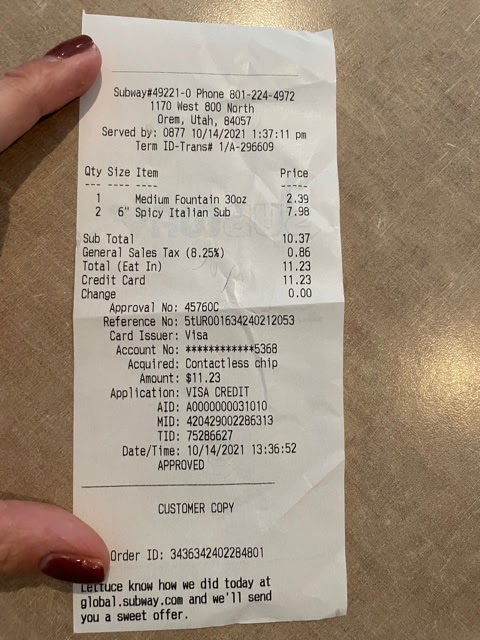 Subway#49221-0 Phone 801-224-4972
1170 West 800 North
Orem, Utah, 84057
Served by: 0877 10/14/2021 1:37:11 pm
Term ID-Trans# 1/A-296609
Qty Size Item Price
--- ---- ---- -----
1 Medium Fountain 30oz 2.39
2 6" Spicy Italian Sub 7.98
Sub Total 10.37
General Sales Tax (8.25%) 0.86
Total (Eat In) 11.23
Credit Card 11.23
Change 0.00
Approval No: 45760C
Reference No: 5tUR001634240212053
Card Issuer: Visa
Account No: ************5368
Acquired: Contactless chip
Amount: $11.23
Application: VISA CREDIT
AID: A0000000031010
MID: 420429002286313
TID: 75286627
Date/Time: 10/14/2021 13:36:52
APPROVED
CUSTOMER COPY
Order ID: 3436342402284801
Lettuce know how we did today at
global.subway.com and we'll send
you a sweet offer.